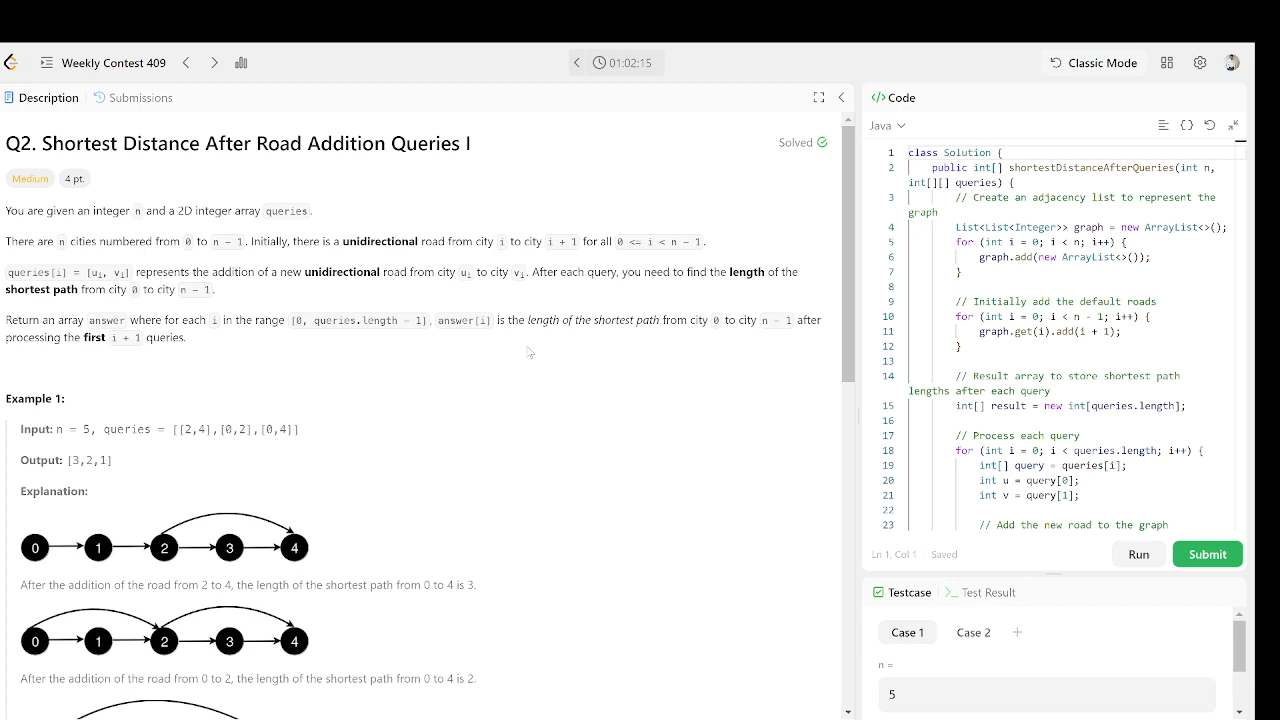 Weekly Contest 409
01:02:15
Classic Mode
Description
Submissions
Q2. Shortest Distance After Road Addition Queries I
Solved
Medium
4 pt.
You are given an integer n and a 2D integer array queries.
There are n cities numbered from 0 to n - 1. Initially, there is a unidirectional road from city i to city i + 1 for all 0 <= i < n - 1.
queries[i] = [ui, vi] represents the addition of a new unidirectional road from city ui to city vi. After each query, you need to find the length of the
shortest path from city 0 to city n - 1.
Return an array answer where for each i in the range [0, queries.length - 1], answer[i] is the length of the shortest path from city 0 to city n - 1 after
processing the first i + 1 queries.
Example 1:
Input: n = 5, queries = [[2,4],[0,2],[0,4]]
Output: [3,2,1]
Explanation:
0 1 2 3 4
After the addition of the road from 2 to 4, the length of the shortest path from 0 to 4 is 3.
0 1 2 3 4
After the addition of the road from 0 to 2, the length of the shortest path from 0 to 4 is 2.
</> Code
Java
1 class Solution {
2 public int[] shortestDistanceAfterQueries(int n,
int[][] queries) {
3 // Create an adjacency list to represent the
graph
4 List<List<Integer>> graph = new ArrayList<>();
5 for (int i = 0; i < n; i++) {
6 graph.add(new ArrayList<>());
7 }
8
9 // Initially add the default roads
10 for (int i = 0; i < n - 1; i++) {
11 graph.get(i).add(i + 1);
12 }
13
14 // Result array to store shortest path
lengths after each query
15 int[] result = new int[queries.length];
16
17 // Process each query
18 for (int i = 0; i < queries.length; i++) {
19 int[] query = queries[i];
20 int u = query[0];
21 int v = query[1];
22
23 // Add the new road to the graph
Ln 1, Col 1 Saved
Run
Submit
Testcase
Test Result
Case 1
Case 2
n =
5